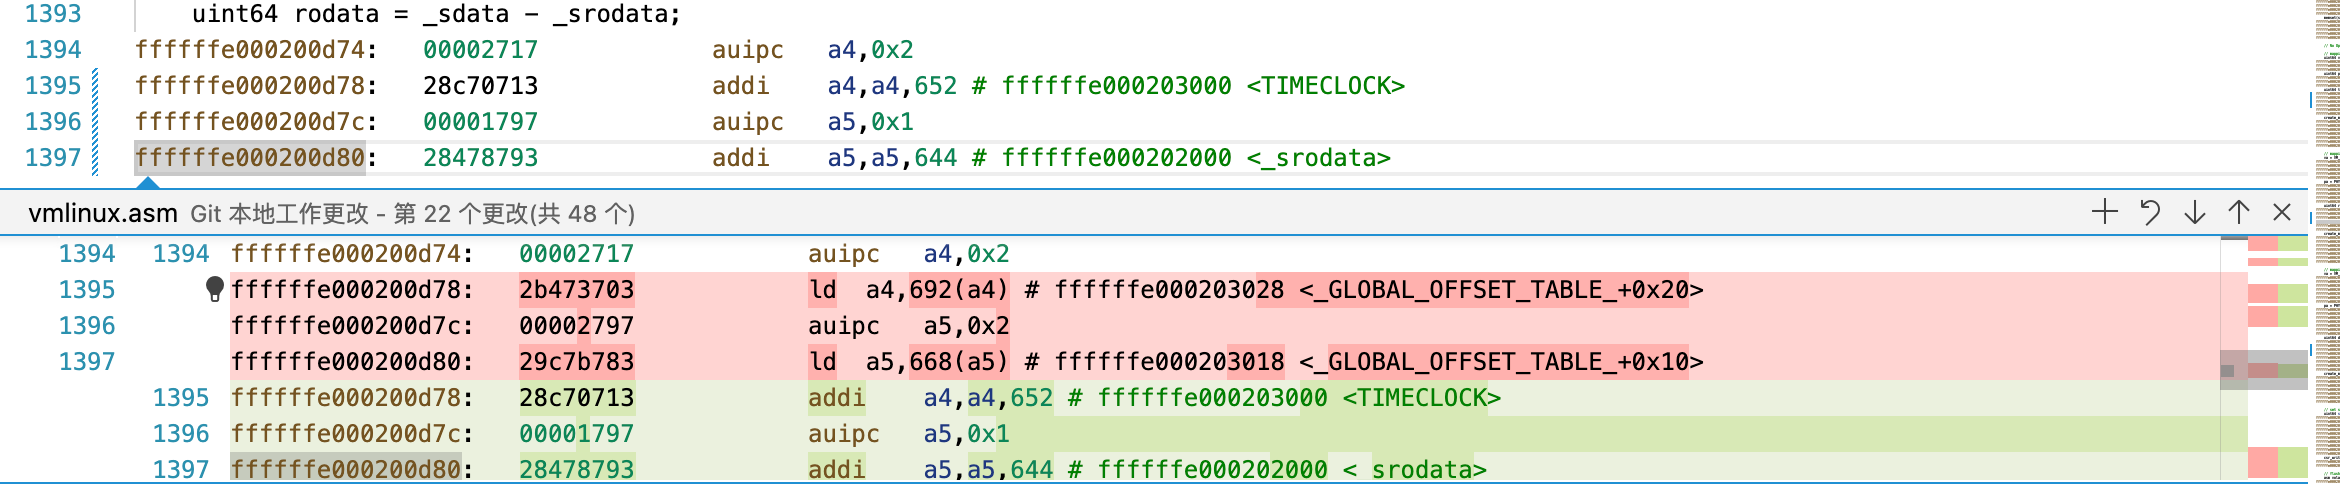 1393 uint64 rodata = _sdata - _srodata;
1394 ffffffe000200d74: 00002717 auipc a4,0x2
1395 ffffffe000200d78: 28c70713 addi a4,a4,652 # ffffffe000203000 <TIMECLOCK>
1396 ffffffe000200d7c: 00001797 auipc a5,0x1
1397 ffffffe000200d80: 28478793 addi a5,a5,644 # ffffffe000202000 <_srodata>
vmlinux.asm Git 本地工作更改 - 第 22 个更改(共 48 个)
1394 1394 ffffffe000200d74: 00002717 auipc a4,0x2
1395 ffffffe000200d78: 2b473703 ld a4,692(a4) # ffffffe000203028 <_GLOBAL_OFFSET_TABLE_+0x20>
1396 ffffffe000200d7c: 00002797 auipc a5,0x2
1397 ffffffe000200d80: 29c7b783 ld a5,668(a5) # ffffffe000203018 <_GLOBAL_OFFSET_TABLE_+0x10>
1395 ffffffe000200d78: 28c70713 addi a4,a4,652 # ffffffe000203000 <TIMECLOCK>
1396 ffffffe000200d7c: 00001797 auipc a5,0x1
1397 ffffffe000200d80: 28478793 addi a5,a5,644 # ffffffe000202000 < srodata>